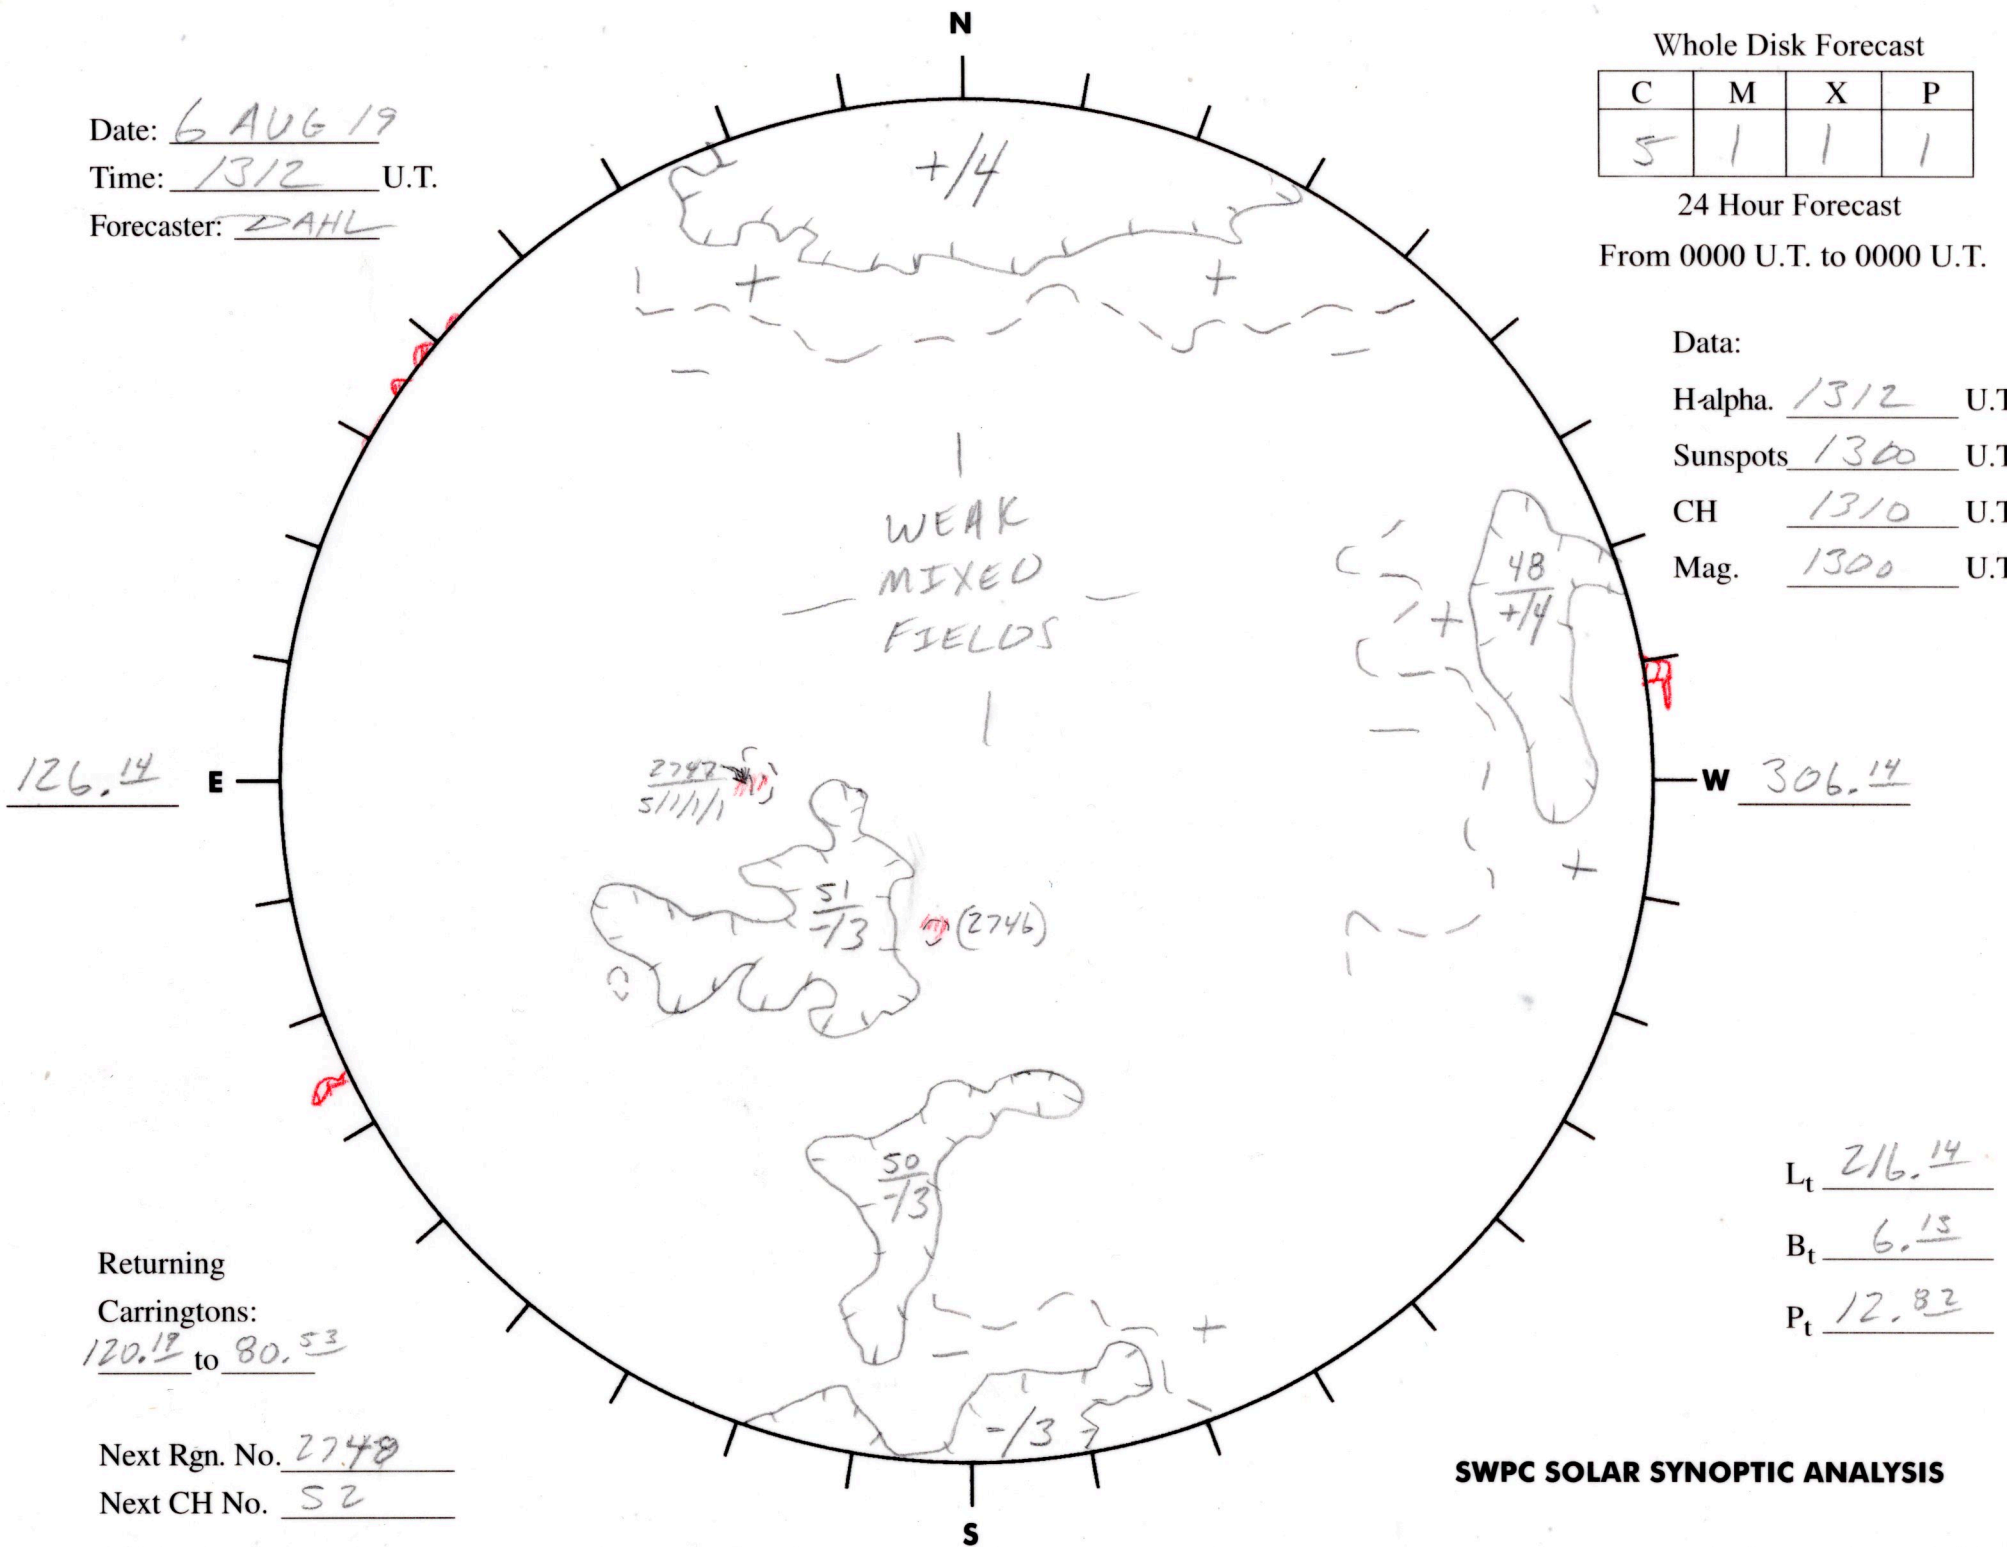 N
Whole Disk Forecast
C M X P
5 1 1 1
24 Hour Forecast
From 0000 U.T. to 0000 U.T.
Date: 6 AUG 19
Time: 1312 U.T.
Forecaster: DAHL
+/4
+ +
Data:
H-alpha. 1312 U.T
Sunspots 1300 U.T
CH 1310 U.T
Mag. 1300 U.T
WEAK
MIXED
FIELDS
48
+/4
+
126.14 E
W 306.14
2747
5/1/1/1
51
-/3
(2746)
+
50
-/3
+
-/3
Lt 216.14
Bt 6.13
Pt 12.82
Returning
Carringtons:
120.19 to 80.53
Next Rgn. No. 2748
Next CH No. 52
SWPC SOLAR SYNOPTIC ANALYSIS
S